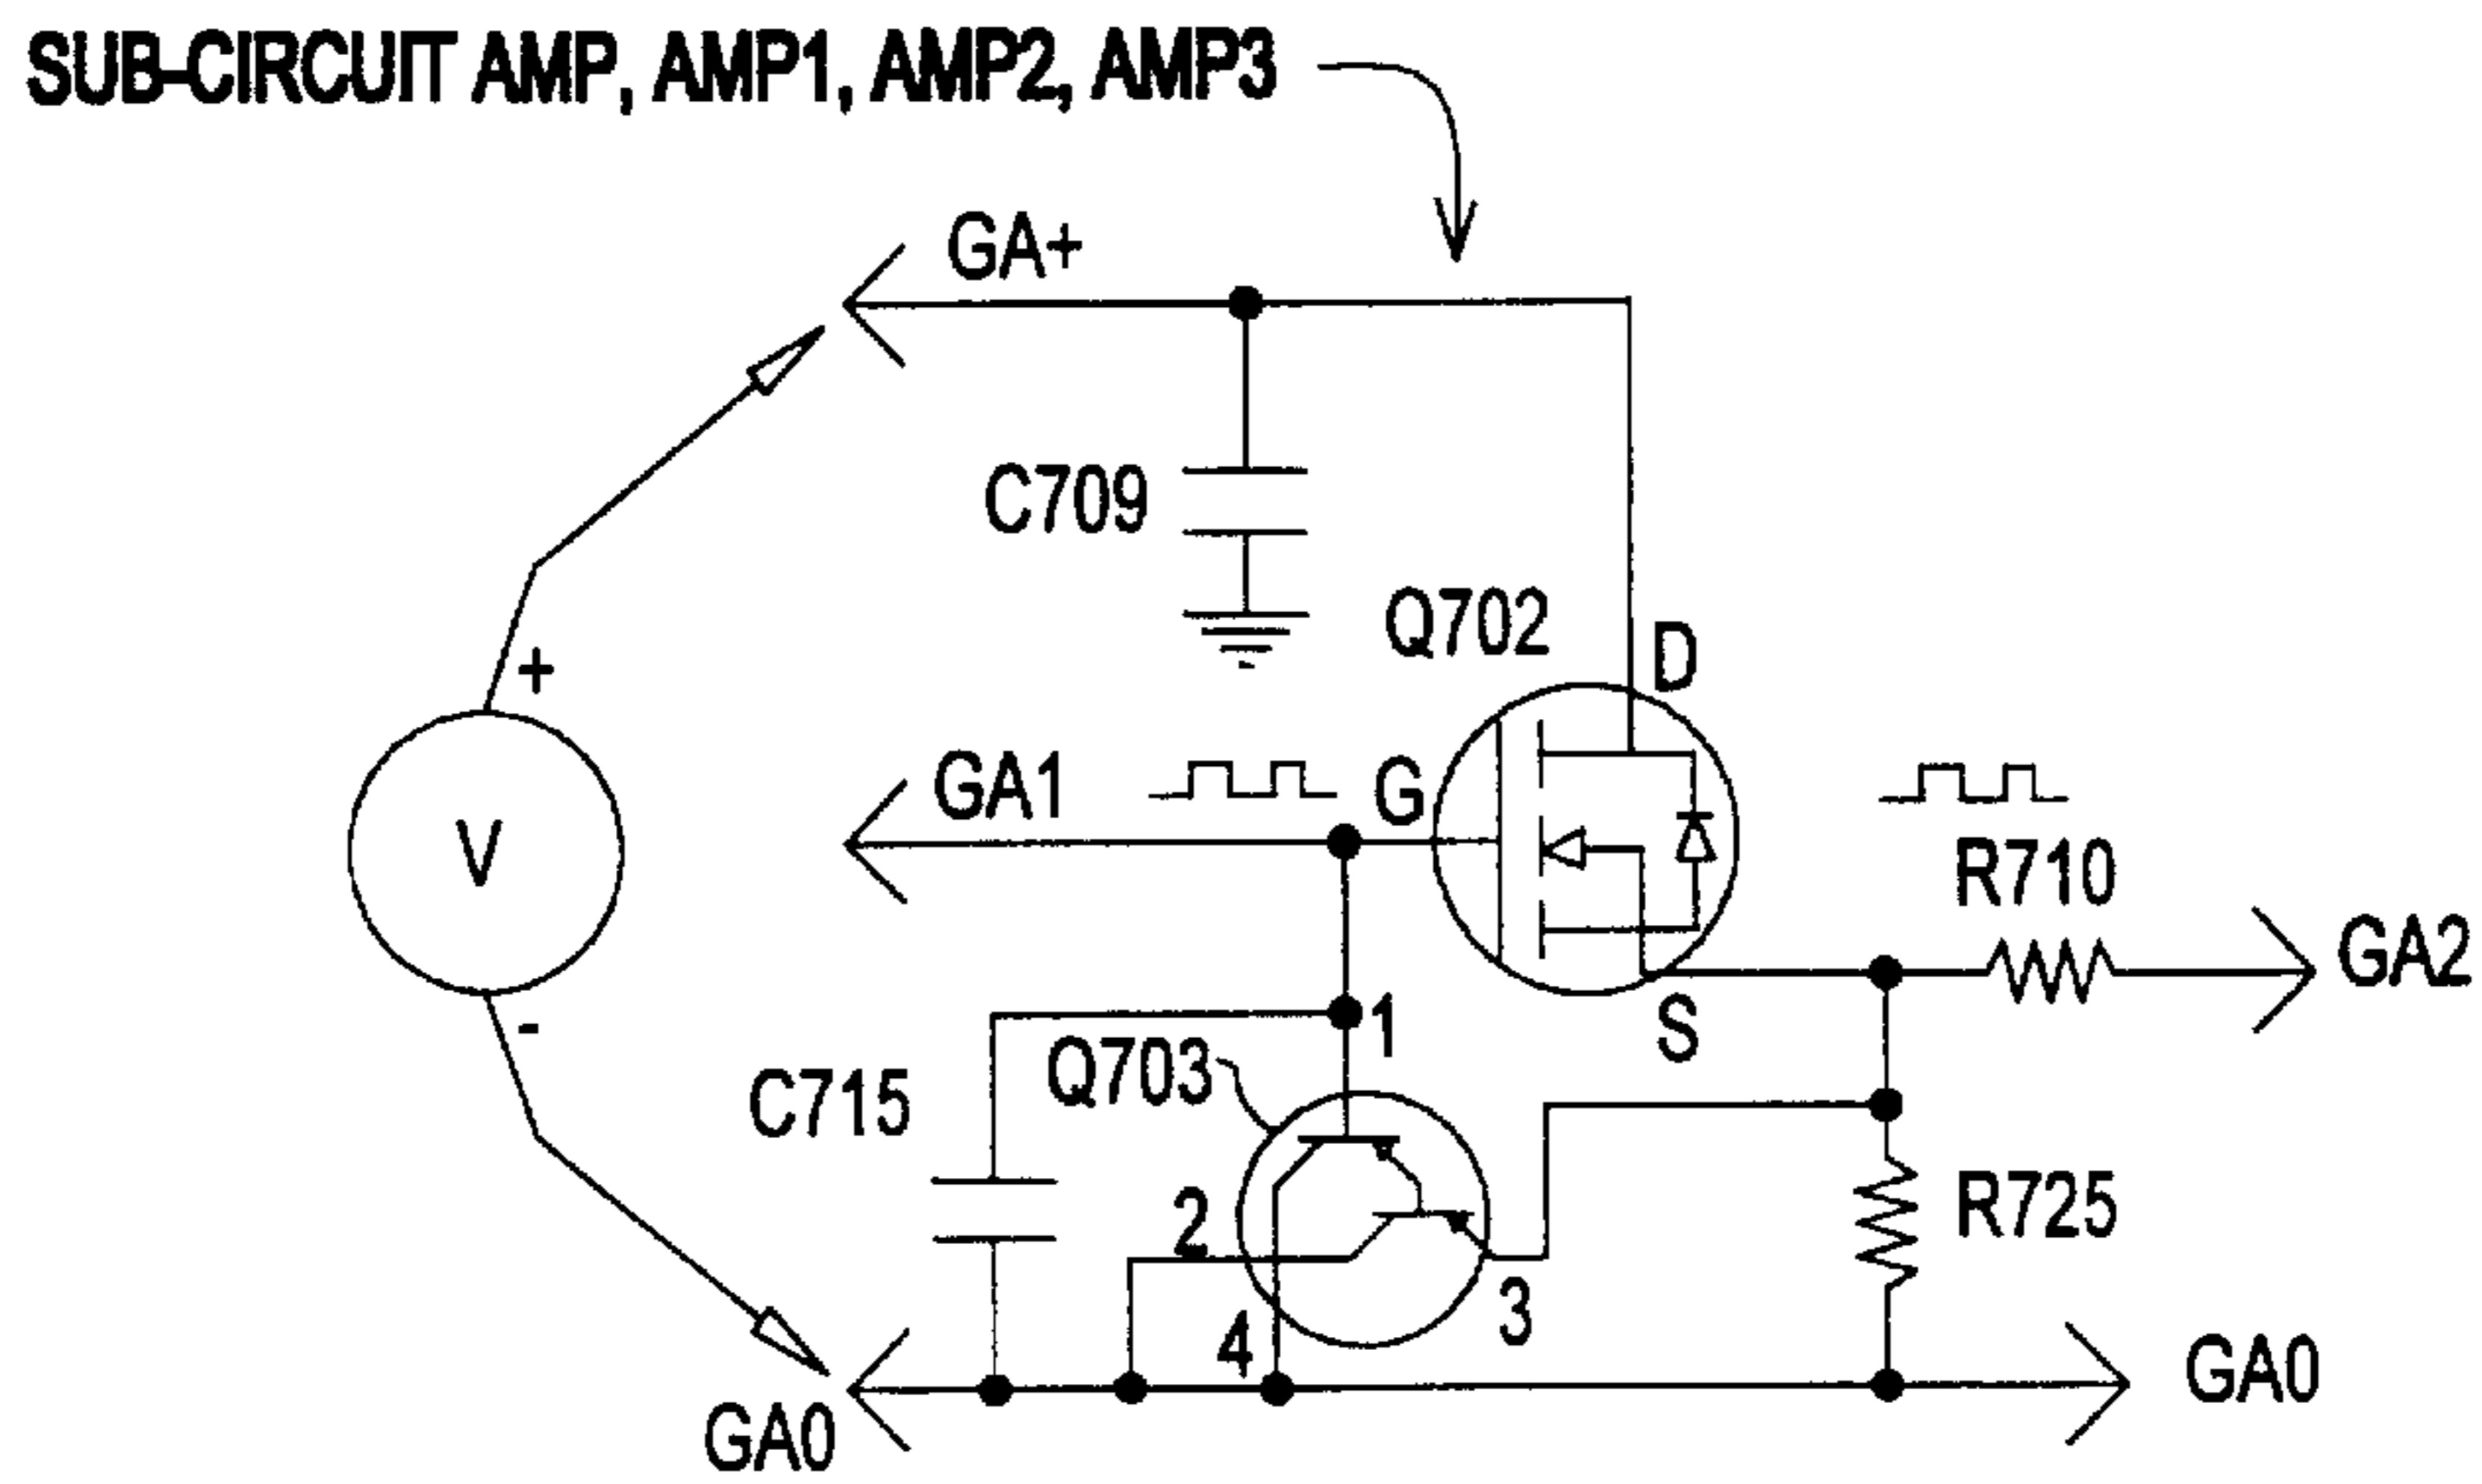 SUB-CIRCUIT AMP, AMP1, AMP2, AMP3
GA+
C709
Q702
D
+
V
-
GA1
G
R710
GA2
S
1
Q703
C715
2
R725
3
4
GA0
GA0